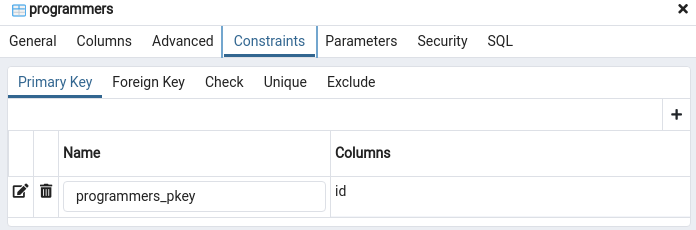 programmers
General Columns Advanced Constraints Parameters Security SQL
Primary Key Foreign Key Check Unique Exclude
Name Columns
programmers_pkey id